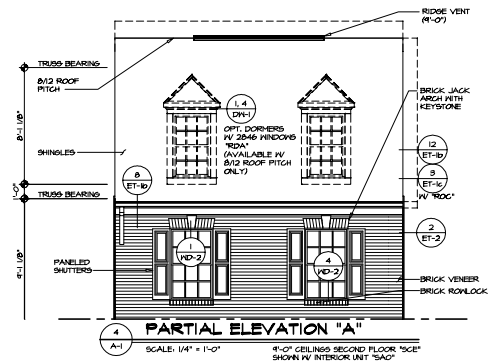 RIDGE VENT
(4'-0")
TRUSS BEARING
8/12 ROOF
PITCH
BRICK JACK
ARCH WITH
KEYSTONE
1, 4
DW-1
OPT. DORMERS
W/ 2846 WINDOWS
"RDA"
(AVAILABLE W/
8/12 ROOF PITCH
ONLY)
8'-1 1/8"
SHINGLES
12
ET-1b
8
ET-1b
3
ET-1c
W/ "ROC"
1'-0"
TRUSS BEARING
2
ET-2
1
WD-2
4
WD-2
9'-1 1/8"
PANELED
SHUTTERS
BRICK VENEER
BRICK ROWLOCK
4
A-1
PARTIAL ELEVATION "A"
SCALE: 1/4" = 1'-0"
9'-0" CEILINGS SECOND FLOOR "SCE"
SHOWN W/ INTERIOR UNIT "SAO"